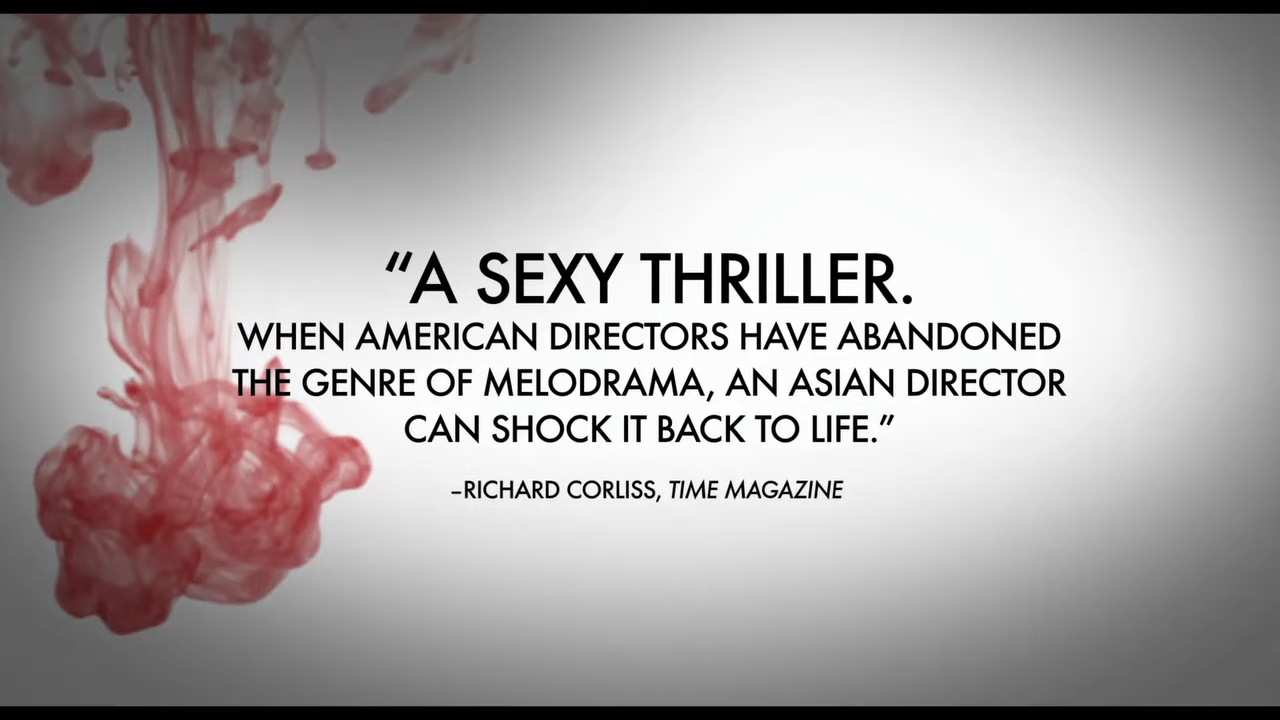 “A SEXY THRILLER.
WHEN AMERICAN DIRECTORS HAVE ABANDONED
THE GENRE OF MELODRAMA, AN ASIAN DIRECTOR
CAN SHOCK IT BACK TO LIFE.”
–RICHARD CORLISS, TIME MAGAZINE